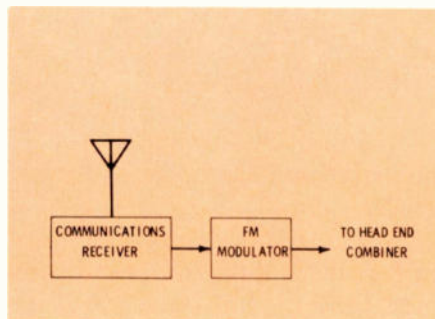 COMMUNICATIONS
RECEIVER
FM
MODULATOR
TO HEAD END
COMBINER